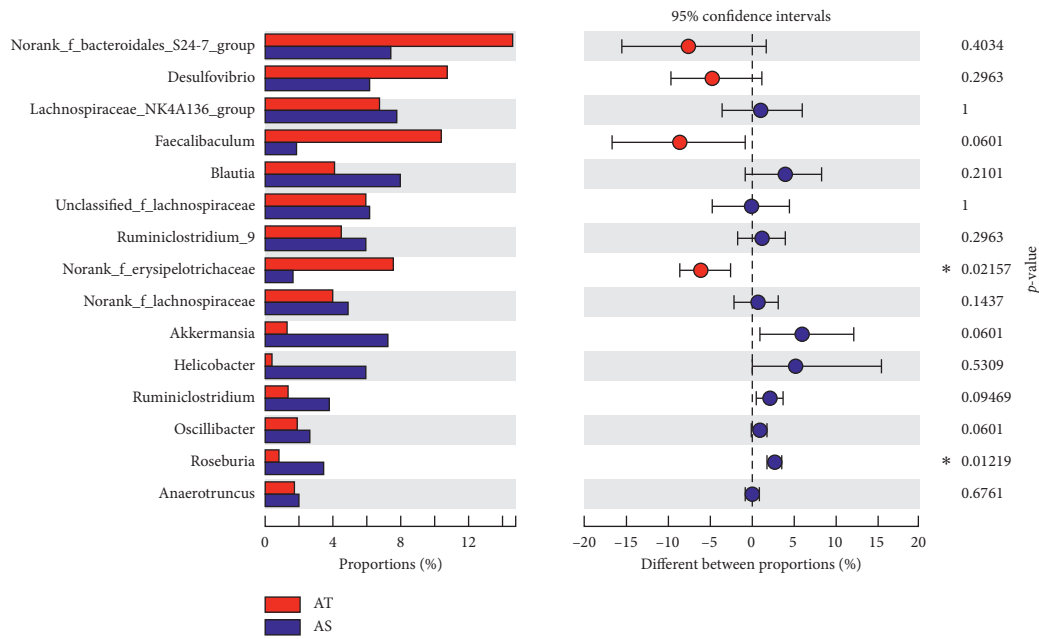 95% confidence intervals
Norank_f_bacteroidales_S24-7_group 0.4034
Desulfovibrio 0.2963
Lachnospiraceae_NK4A136_group 1
Faecalibaculum 0.0601
Blautia 0.2101
Unclassified_f_lachnospiraceae 1
Ruminiclostridium_9 0.2963
Norank_f_erysipelotrichaceae * 0.02157
Norank_f_lachnospiraceae 0.1437
Akkermansia 0.0601
Helicobacter 0.5309
Ruminiclostridium 0.09469
Oscillibacter 0.0601
Roseburia * 0.01219
Anaerotruncus 0.6761
p-value
0 4 8 12
–20 –15 –10 –5 0 5 10 15 20
Proportions (%)
Different between proportions (%)
AT
AS